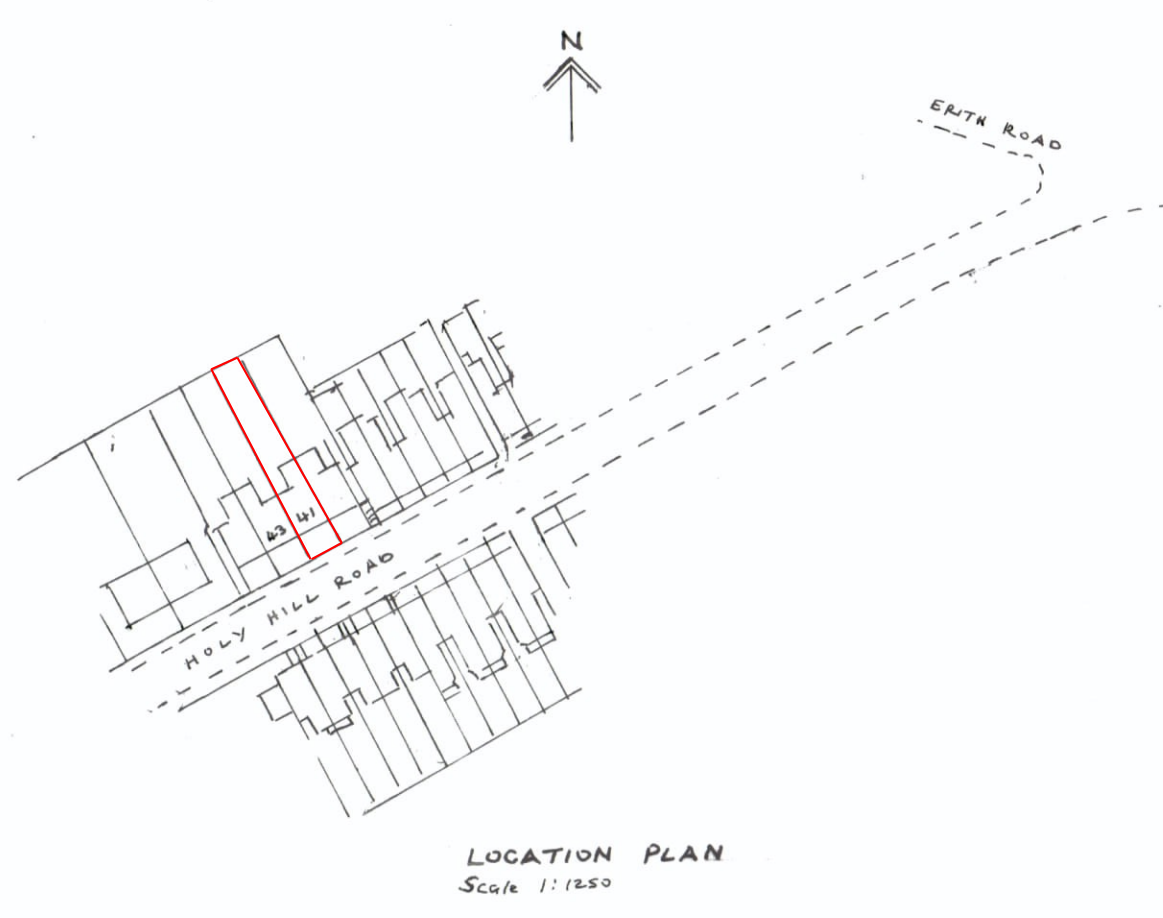 N
ERITH ROAD
43 41
HOLY HILL ROAD
LOCATION PLAN
Scale 1:1250